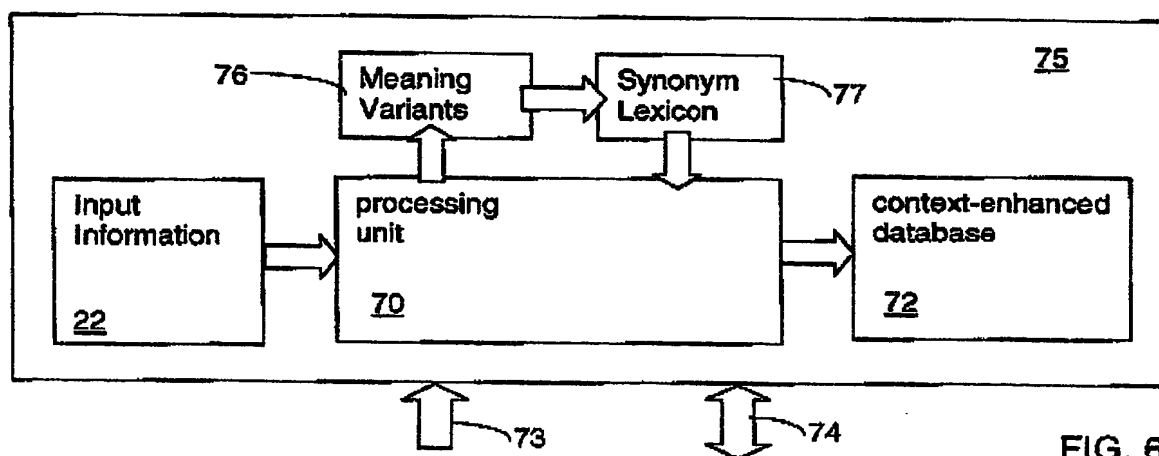 75
76
Meaning
Variants
Synonym
Lexicon
77
Input
Information
22
processing
unit
70
context-enhanced
database
72
73
74
FIG. 6